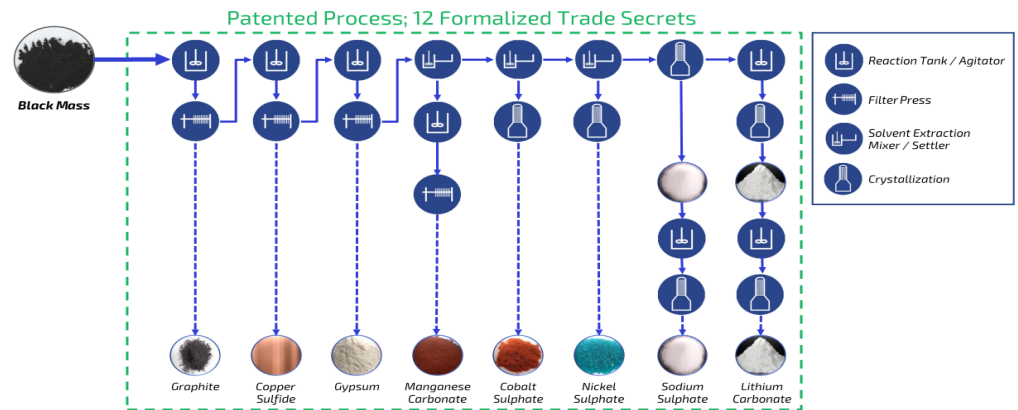 Patented Process; 12 Formalized Trade Secrets
Black Mass
Reaction Tank / Agitator
Filter Press
Solvent Extraction
Mixer / Settler
Crystallization
Graphite
Copper
Sulfide
Gypsum
Manganese
Carbonate
Cobalt
Sulphate
Nickel
Sulphate
Sodium
Sulphate
Lithium
Carbonate